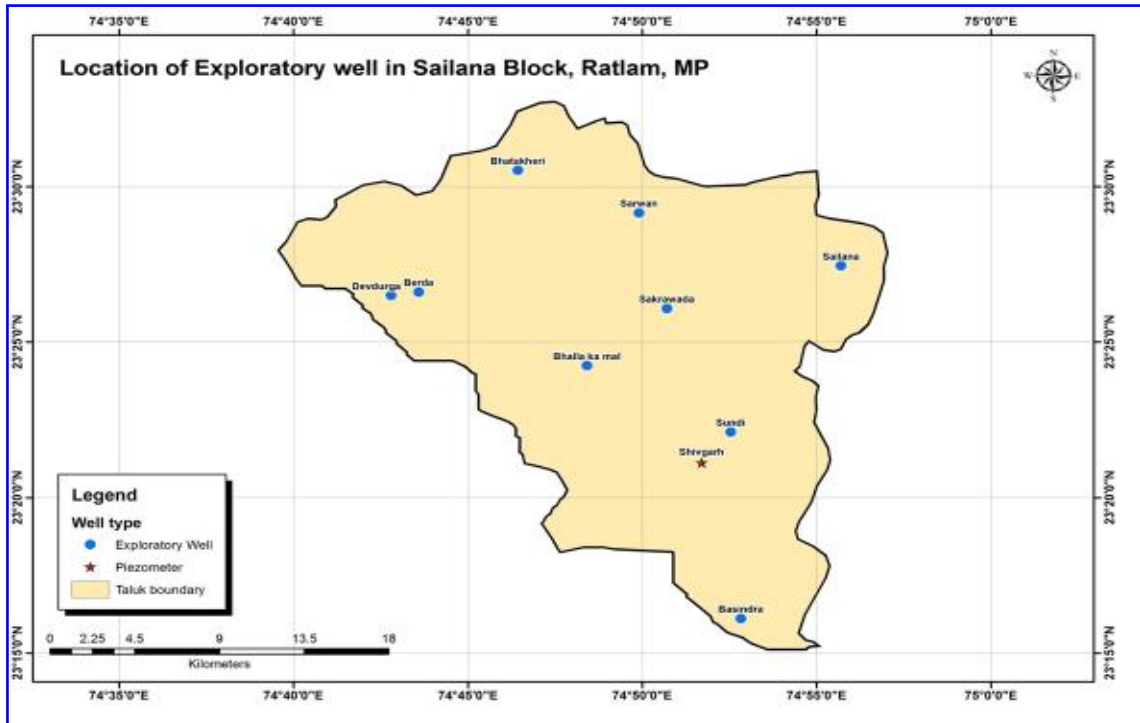 74°35'0"E 74°40'0"E 74°45'0"E 74°50'0"E 74°55'0"E 75°0'0"E
Location of Exploratory well in Sailana Block, Ratlam, MP
N
W E
S
Bhatakheri
23°30'0"N 23°30'0"N
Sarwan
Sailana
Devdurga Berda
Sakrawada
23°25'0"N 23°25'0"N
Bhalla ka mal
Sundi
Shivgarh
23°20'0"N 23°20'0"N
Legend
Well type
Exploratory Well
Piezometer
Taluk boundary
Basindra
0 2.25 4.5 9 13.5 18
Kilometers
23°15'0"N 23°15'0"N
74°35'0"E 74°40'0"E 74°45'0"E 74°50'0"E 74°55'0"E 75°0'0"E